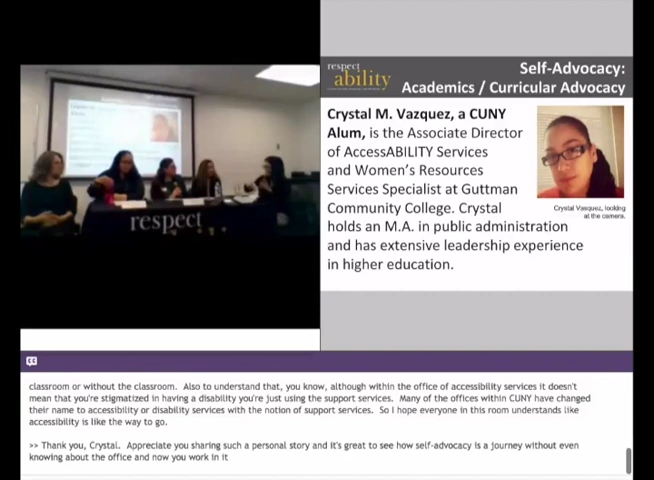 respect
respect
ability
Self-Advocacy:
Academics / Curricular Advocacy
Crystal M. Vazquez, a CUNY
Alum, is the Associate Director
of AccessABILITY Services
and Women's Resources
Services Specialist at Guttman
Community College. Crystal
holds an M.A. in public administration
and has extensive leadership experience
in higher education.
Crystal Vasquez, looking
at the camera.
cc
classroom or without the classroom. Also to understand that, you know, although within the office of accessibility services it doesn't
mean that you're stigmatized in having a disability you're just using the support services. Many of the offices within CUNY have changed
their name to accessibility or disability services with the notion of support services. So I hope everyone in this room understands like
accessibility is like the way to go.
>> Thank you, Crystal. Appreciate you sharing such a personal story and it's great to see how self-advocacy is a journey without even
knowing about the office and now you work in it